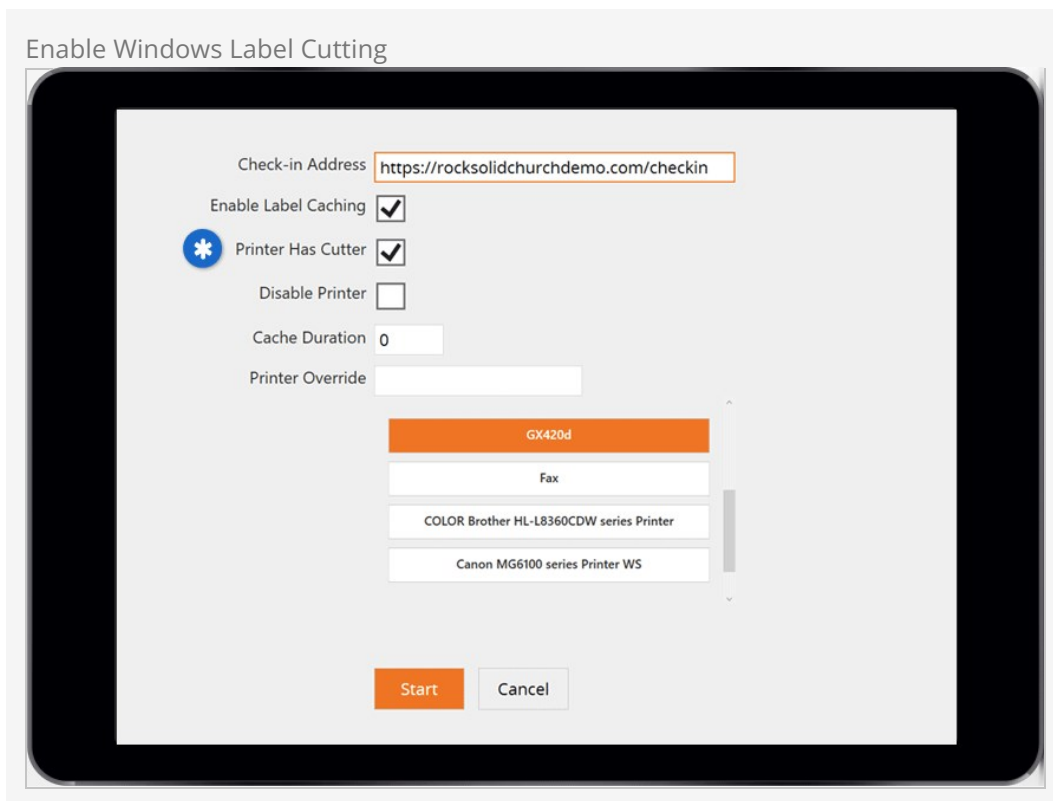 Enable Windows Label Cutting
Check-in Address https://rocksolidchurchdemo.com/checkin
Enable Label Caching
Printer Has Cutter
Disable Printer
Cache Duration 0
Printer Override
GX420d
Fax
COLOR Brother HL-L8360CDW series Printer
Canon MG6100 series Printer WS
Start Cancel